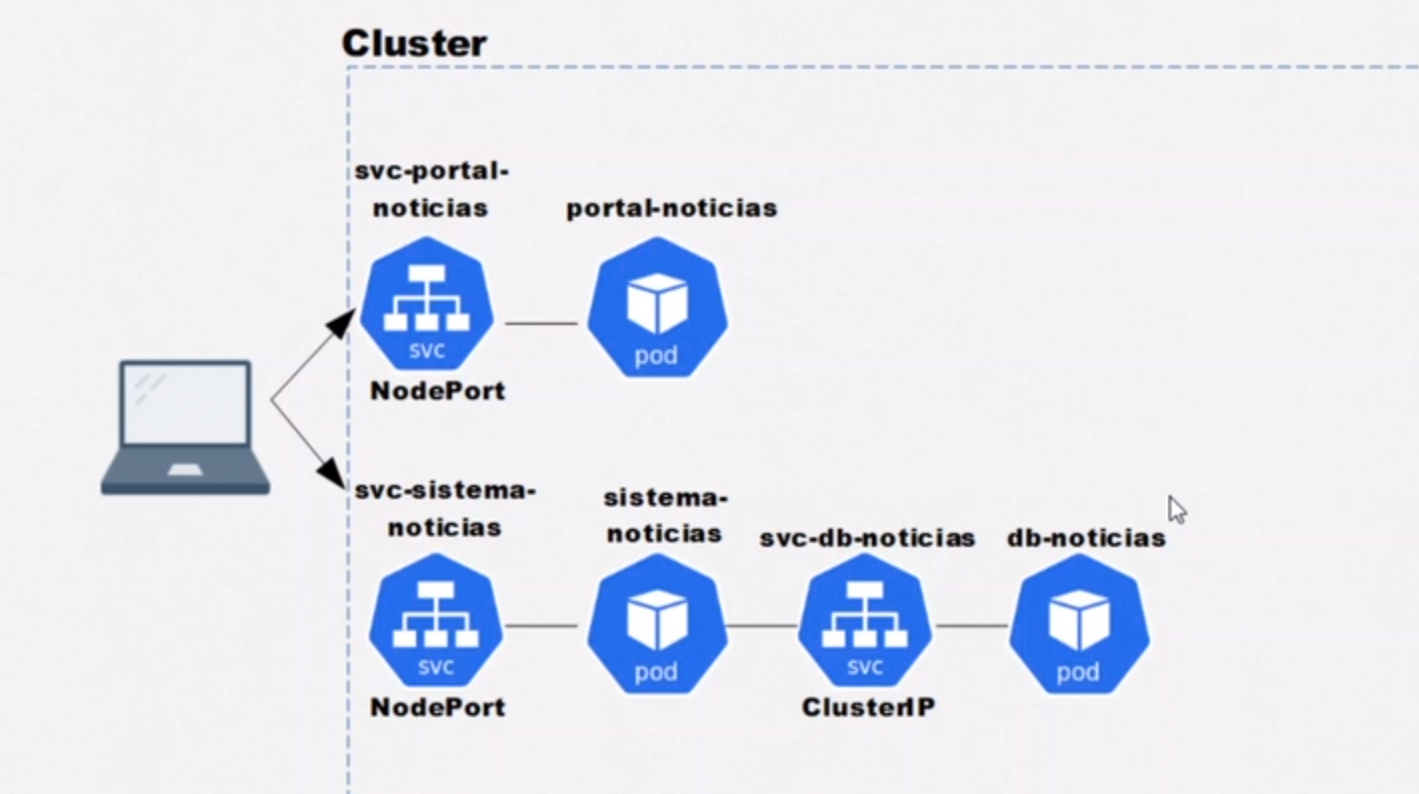 Cluster
svc-portal-
noticias
portal-noticias
svc
pod
NodePort
svc-sistema-
noticias
sistema-
noticias
svc-db-noticias
db-noticias
svc
pod
svc
pod
NodePort
ClusterIP